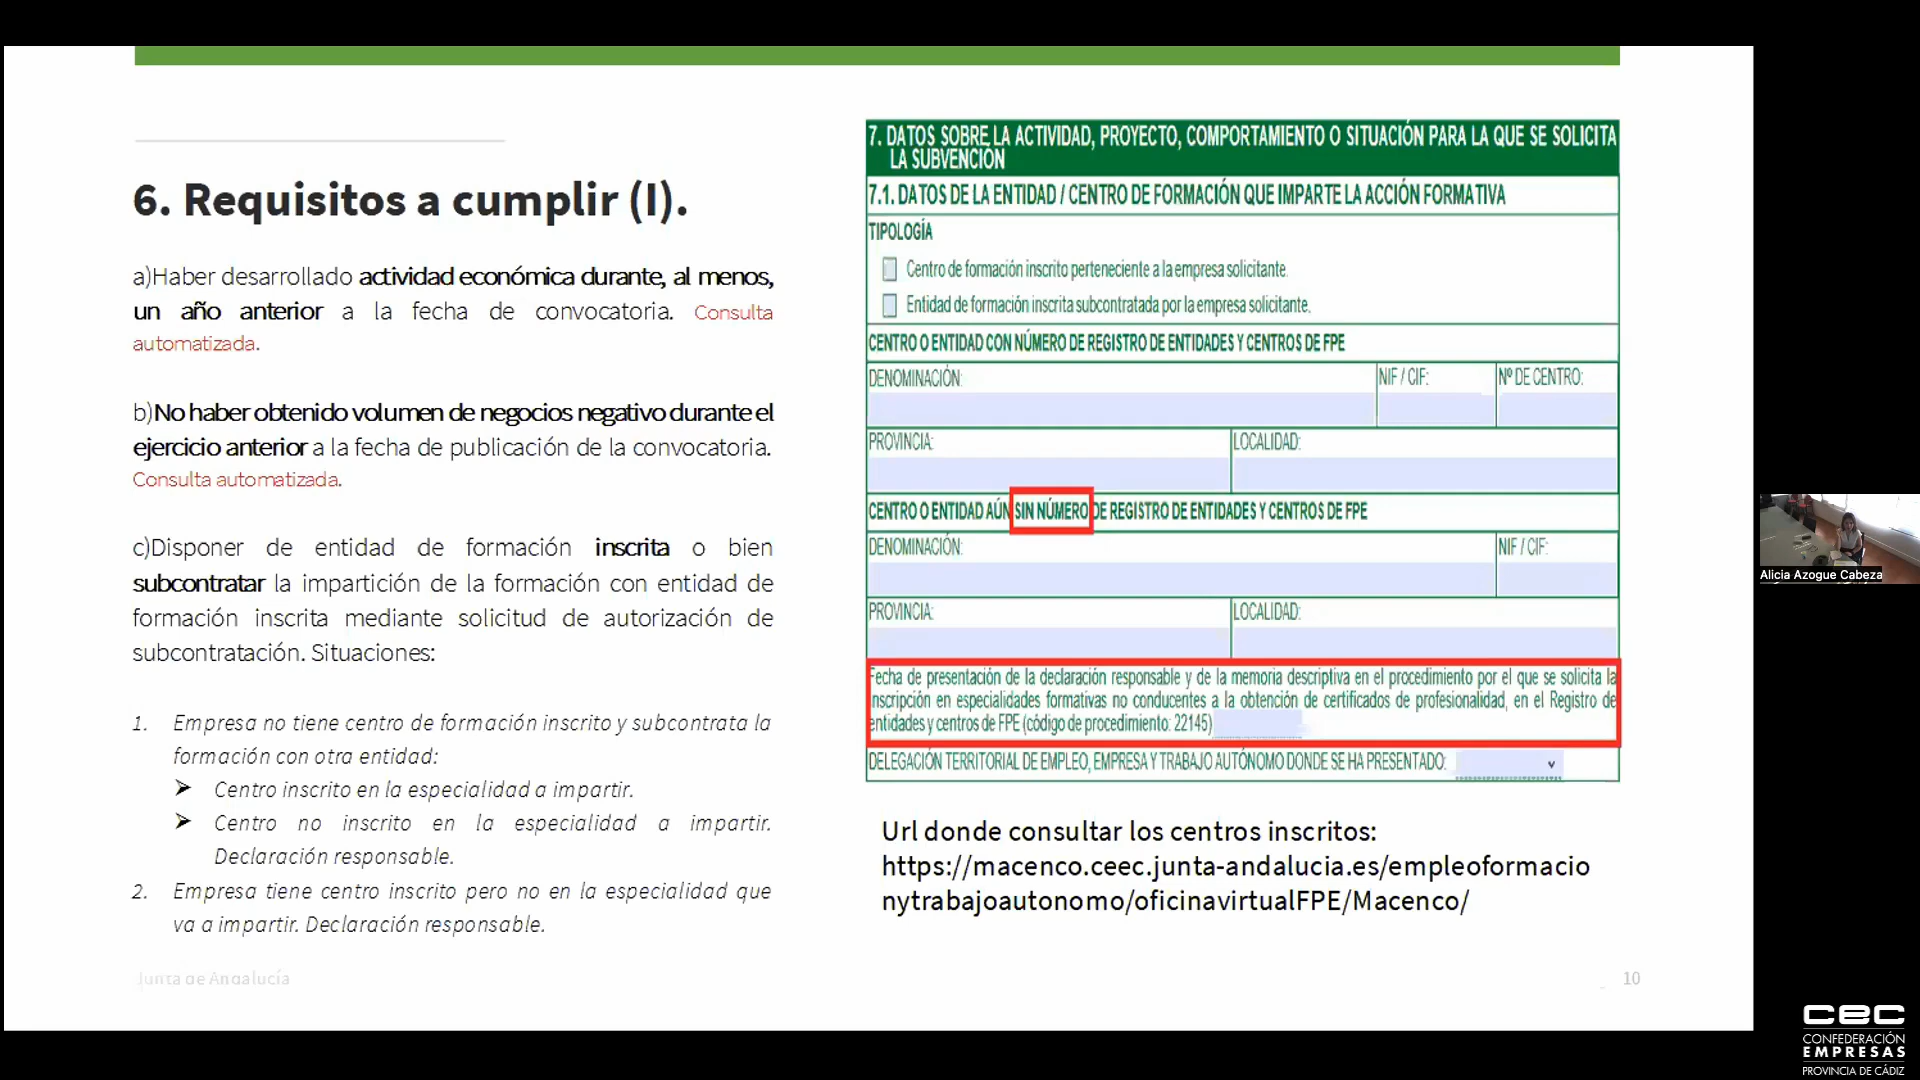 6. Requisitos a cumplir (I).
a)Haber desarrollado actividad económica durante, al menos,
un año anterior a la fecha de convocatoria. Consulta
automatizada.
b)No haber obtenido volumen de negocios negativo durante el
ejercicio anterior a la fecha de publicación de la convocatoria.
Consulta automatizada.
c)Disponer de entidad de formación inscrita o bien
subcontratar la impartición de la formación con entidad de
formación inscrita mediante solicitud de autorización de
subcontratación. Situaciones:
1. Empresa no tiene centro de formación inscrito y subcontrata la
formación con otra entidad:
➢ Centro inscrito en la especialidad a impartir.
➢ Centro no inscrito en la especialidad a impartir.
Declaración responsable.
2. Empresa tiene centro inscrito pero no en la especialidad que
va a impartir. Declaración responsable.
Junta de Andalucía
7. DATOS SOBRE LA ACTIVIDAD, PROYECTO, COMPORTAMIENTO O SITUACIÓN PARA LA QUE SE SOLICITA
LA SUBVENCIÓN
7.1. DATOS DE LA ENTIDAD / CENTRO DE FORMACIÓN QUE IMPARTE LA ACCIÓN FORMATIVA
TIPOLOGÍA
Centro de formación inscrito perteneciente a la empresa solicitante.
Entidad de formación inscrita subcontratada por la empresa solicitante.
CENTRO O ENTIDAD CON NÚMERO DE REGISTRO DE ENTIDADES Y CENTROS DE FPE
DENOMINACIÓN: NIF / CIF: Nº DE CENTRO:
PROVINCIA: LOCALIDAD:
CENTRO O ENTIDAD AÚN SIN NÚMERO DE REGISTRO DE ENTIDADES Y CENTROS DE FPE
DENOMINACIÓN: NIF / CIF:
PROVINCIA: LOCALIDAD:
Fecha de presentación de la declaración responsable y de la memoria descriptiva en el procedimiento por el que se solicita la
inscripción en especialidades formativas no conducentes a la obtención de certificados de profesionalidad, en el Registro de
entidades y centros de FPE (código de procedimiento: 22145)
DELEGACIÓN TERRITORIAL DE EMPLEO, EMPRESA Y TRABAJO AUTÓNOMO DONDE SE HA PRESENTADO:
Url donde consultar los centros inscritos:
https://macenco.ceec.junta-andalucia.es/empleoformacio
nytrabajoautonomo/oficinavirtualFPE/Macenco/
10
Alicia Azogue Cabeza
cec
CONFEDERACIÓN
EMPRESAS
PROVINCIA DE CÁDIZ